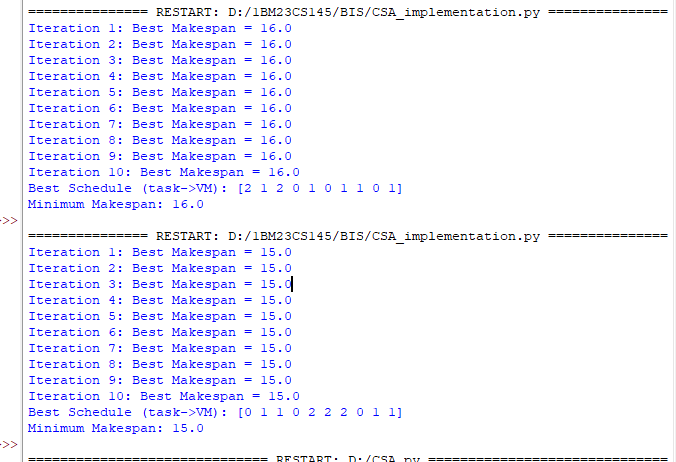 =============== RESTART: D:/1BM23CS145/BIS/CSA_implementation.py ===============
Iteration 1: Best Makespan = 16.0
Iteration 2: Best Makespan = 16.0
Iteration 3: Best Makespan = 16.0
Iteration 4: Best Makespan = 16.0
Iteration 5: Best Makespan = 16.0
Iteration 6: Best Makespan = 16.0
Iteration 7: Best Makespan = 16.0
Iteration 8: Best Makespan = 16.0
Iteration 9: Best Makespan = 16.0
Iteration 10: Best Makespan = 16.0
Best Schedule (task->VM): [2 1 2 0 1 0 1 1 0 1]
Minimum Makespan: 16.0
>>
=============== RESTART: D:/1BM23CS145/BIS/CSA_implementation.py ===============
Iteration 1: Best Makespan = 15.0
Iteration 2: Best Makespan = 15.0
Iteration 3: Best Makespan = 15.0
Iteration 4: Best Makespan = 15.0
Iteration 5: Best Makespan = 15.0
Iteration 6: Best Makespan = 15.0
Iteration 7: Best Makespan = 15.0
Iteration 8: Best Makespan = 15.0
Iteration 9: Best Makespan = 15.0
Iteration 10: Best Makespan = 15.0
Best Schedule (task->VM): [0 1 1 0 2 2 2 0 1 1]
Minimum Makespan: 15.0
>>
============================== RESTART: D:/CSA.py ==============================